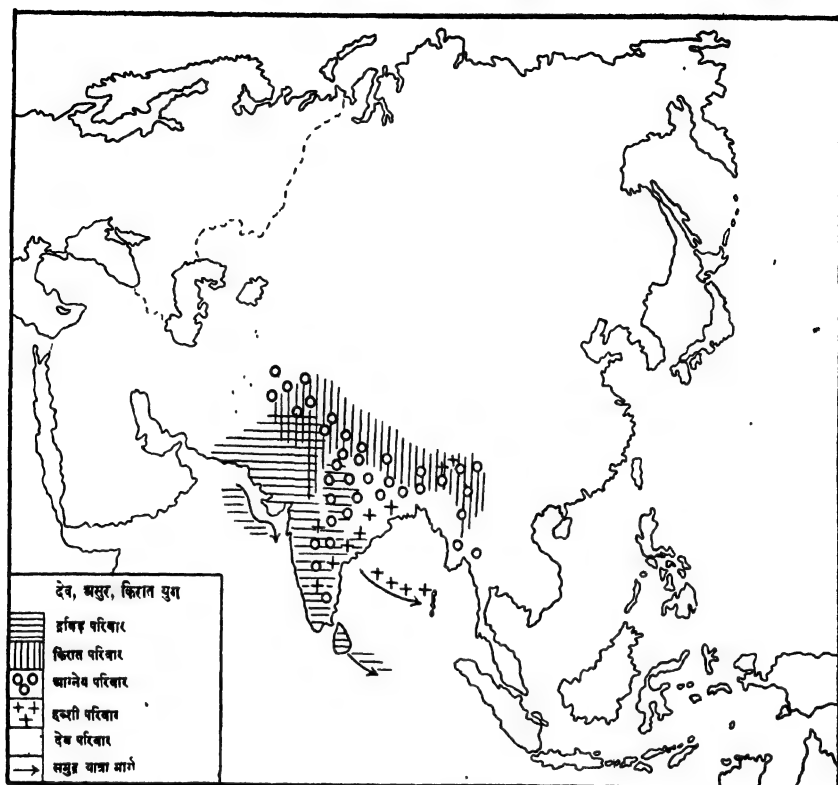 देव, असुर, किरात युग
द्रविड़ परिवार
किरात परिवार
आग्नेय परिवार
हब्शी परिवार
देव परिवार
समुद्र यात्रा मार्ग